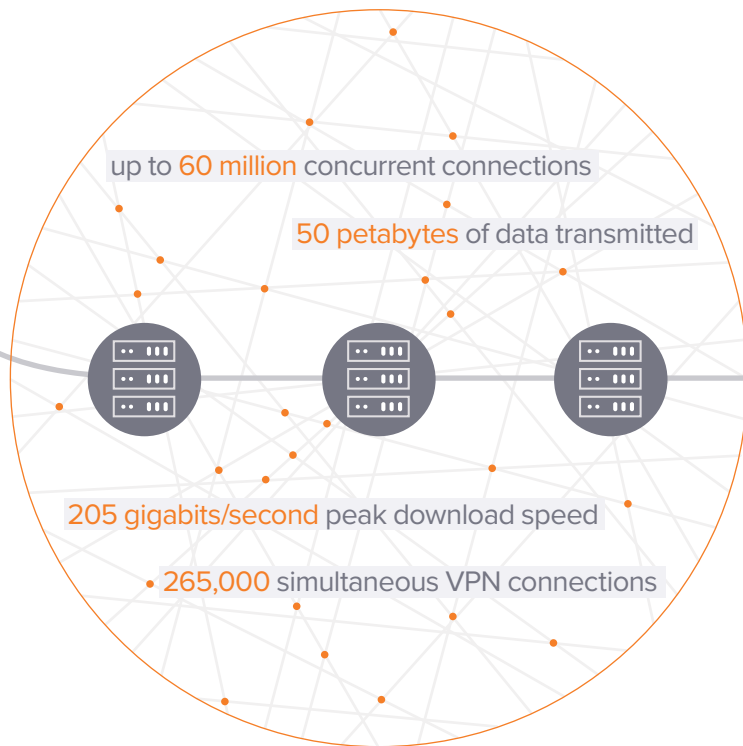 up to 60 million concurrent connections
50 petabytes of data transmitted
205 gigabits/second peak download speed
265,000 simultaneous VPN connections